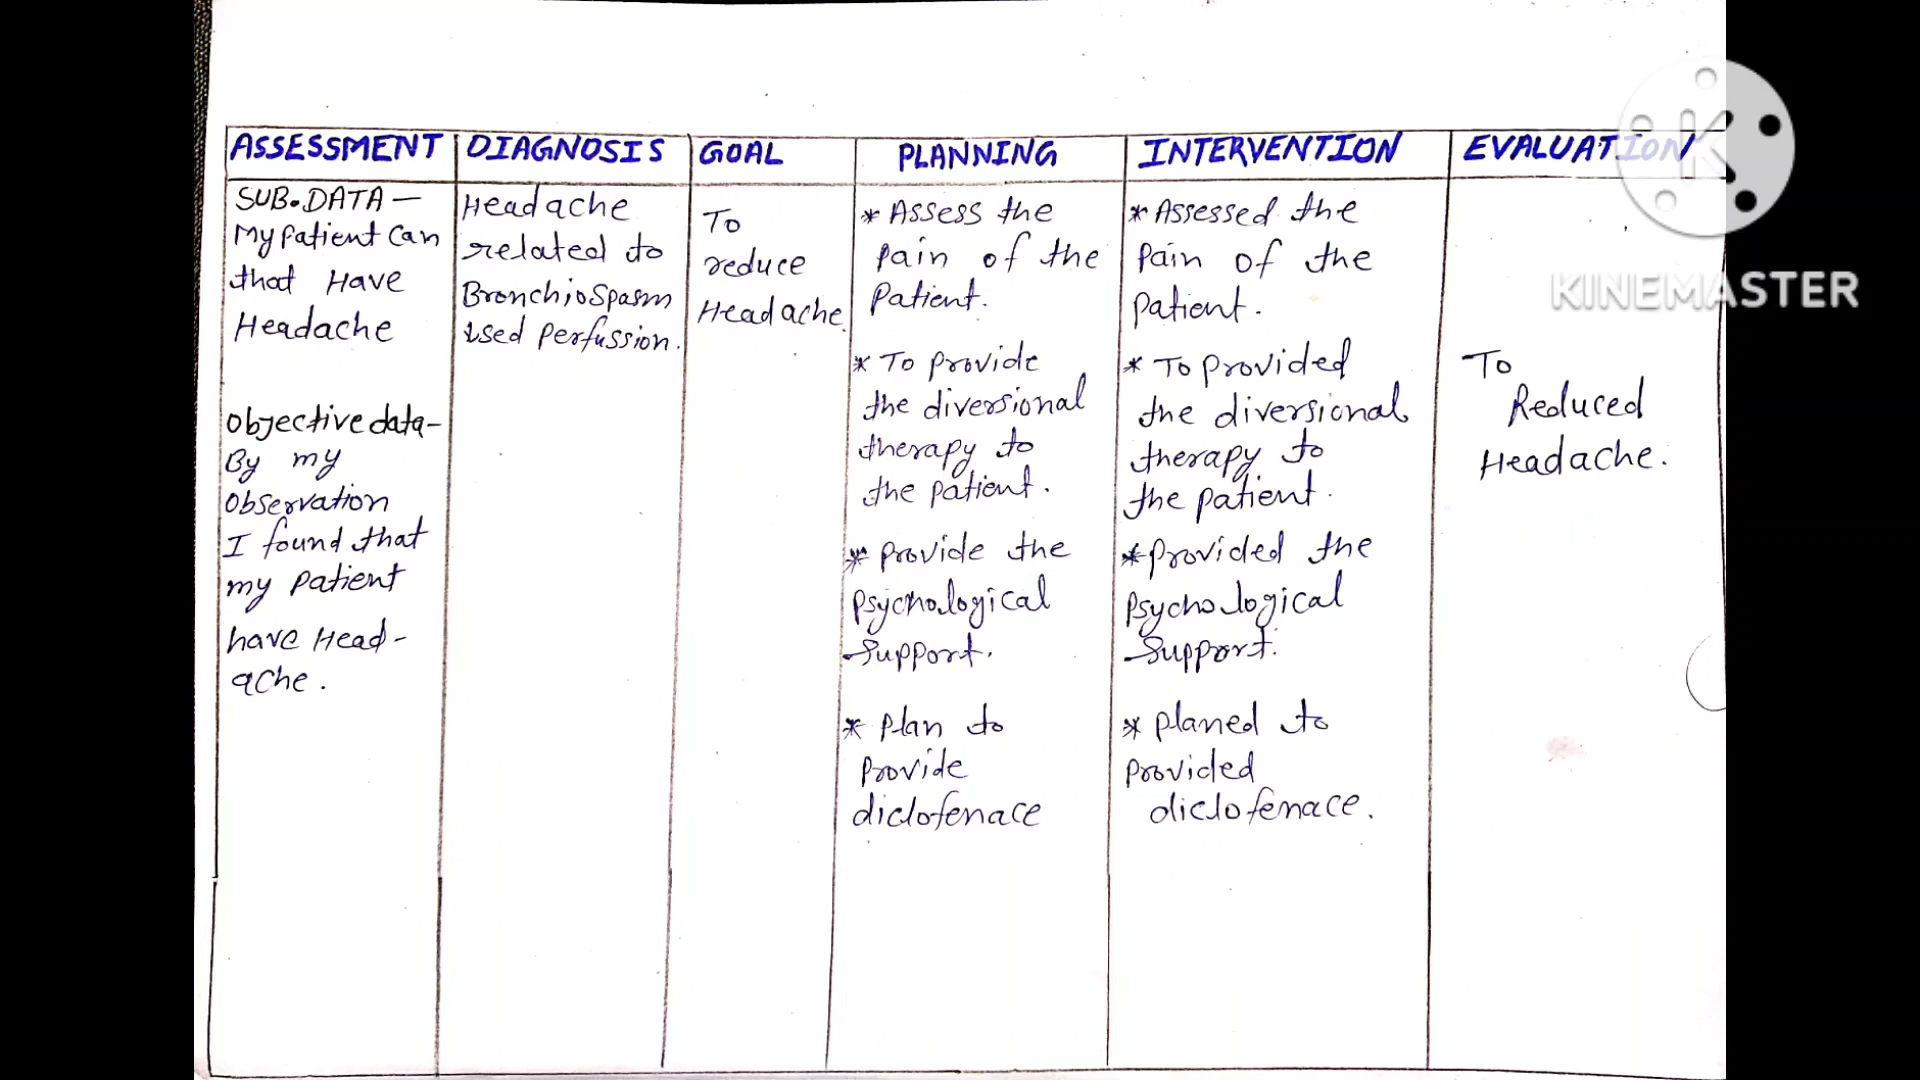 ASSESSMENT DIAGNOSIS GOAL PLANNING INTERVENTION EVALUATION
SUB. DATA –
My Patient Can
that Have
Headache
Objective data –
By my
observation
I found that
my Patient
have Head-
ache.
Headache
related to
Bronchiospasm
ised perfussion.
To
reduce
Headache.
* Assess the
Pain of the
Patient.
* To provide
the diversional
therapy to
the patient.
* Provide the
Psychological
Support.
* Plan to
Provide
diclofenace
* Assessed the
Pain of the
Patient.
* To provided
the diversional
therapy to
the patient.
* Provided the
Psychological
Support.
* Planed to
Provided
diclofenace.
To
Reduced
Headache.
KINEMASTER